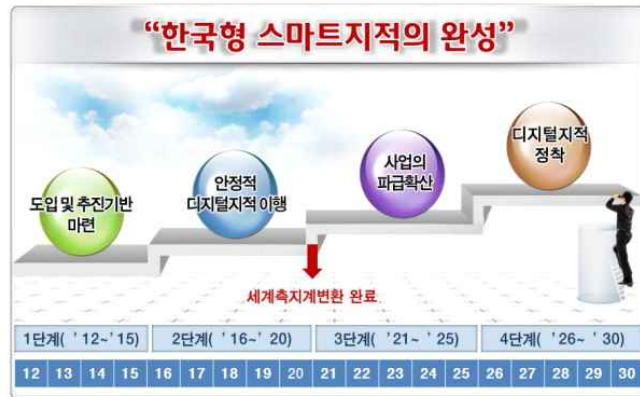 “한국형 스마트지적의 완성”
디지털지적
정착
사업의
파급확산
안정적
디지털지적 이행
도입 및 추진기반
마련
세계측지계변환 완료
1단계( ’12~’15)
2단계( ’16~’20)
3단계( ’21~’25)
4단계( ’26~’30)
12 13 14 15 16 17 18 19 20 21 22 23 24 25 26 27 28 29 30